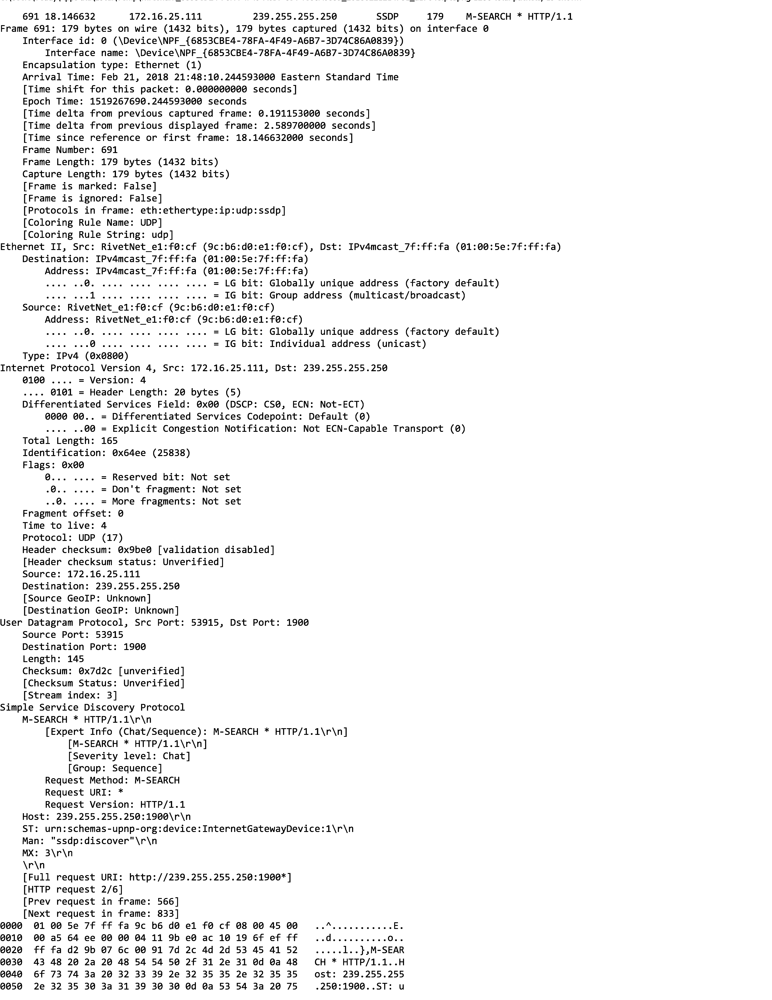 691 18.146632      172.16.25.111         239.255.255.250       SSDP     179    M-SEARCH * HTTP/1.1
Frame 691: 179 bytes on wire (1432 bits), 179 bytes captured (1432 bits) on interface 0
    Interface id: 0 (\Device\NPF_{6853CBE4-78FA-4F49-A6B7-3D74C86A0839})
        Interface name: \Device\NPF_{6853CBE4-78FA-4F49-A6B7-3D74C86A0839}
    Encapsulation type: Ethernet (1)
    Arrival Time: Feb 21, 2018 21:48:10.244593000 Eastern Standard Time
    [Time shift for this packet: 0.000000000 seconds]
    Epoch Time: 1519267690.244593000 seconds
    [Time delta from previous captured frame: 0.191153000 seconds]
    [Time delta from previous displayed frame: 2.589700000 seconds]
    [Time since reference or first frame: 18.146632000 seconds]
    Frame Number: 691
    Frame Length: 179 bytes (1432 bits)
    Capture Length: 179 bytes (1432 bits)
    [Frame is marked: False]
    [Frame is ignored: False]
    [Protocols in frame: eth:ethertype:ip:udp:ssdp]
    [Coloring Rule Name: UDP]
    [Coloring Rule String: udp]
Ethernet II, Src: RivetNet_e1:f0:cf (9c:b6:d0:e1:f0:cf), Dst: IPv4mcast_7f:ff:fa (01:00:5e:7f:ff:fa)
    Destination: IPv4mcast_7f:ff:fa (01:00:5e:7f:ff:fa)
        Address: IPv4mcast_7f:ff:fa (01:00:5e:7f:ff:fa)
        .... ..0. .... .... .... .... = LG bit: Globally unique address (factory default)
        .... ...1 .... .... .... .... = IG bit: Group address (multicast/broadcast)
    Source: RivetNet_e1:f0:cf (9c:b6:d0:e1:f0:cf)
        Address: RivetNet_e1:f0:cf (9c:b6:d0:e1:f0:cf)
        .... ..0. .... .... .... .... = LG bit: Globally unique address (factory default)
        .... ...0 .... .... .... .... = IG bit: Individual address (unicast)
    Type: IPv4 (0x0800)
Internet Protocol Version 4, Src: 172.16.25.111, Dst: 239.255.255.250
    0100 .... = Version: 4
    .... 0101 = Header Length: 20 bytes (5)
    Differentiated Services Field: 0x00 (DSCP: CS0, ECN: Not-ECT)
        0000 00.. = Differentiated Services Codepoint: Default (0)
        .... ..00 = Explicit Congestion Notification: Not ECN-Capable Transport (0)
    Total Length: 165
    Identification: 0x64ee (25838)
    Flags: 0x00
        0... .... = Reserved bit: Not set
        .0.. .... = Don't fragment: Not set
        ..0. .... = More fragments: Not set
    Fragment offset: 0
    Time to live: 4
    Protocol: UDP (17)
    Header checksum: 0x9be0 [validation disabled]
    [Header checksum status: Unverified]
    Source: 172.16.25.111
    Destination: 239.255.255.250
    [Source GeoIP: Unknown]
    [Destination GeoIP: Unknown]
User Datagram Protocol, Src Port: 53915, Dst Port: 1900
    Source Port: 53915
    Destination Port: 1900
    Length: 145
    Checksum: 0x7d2c [unverified]
    [Checksum Status: Unverified]
    [Stream index: 3]
Simple Service Discovery Protocol
    M-SEARCH * HTTP/1.1\r\n
        [Expert Info (Chat/Sequence): M-SEARCH * HTTP/1.1\r\n]
            [M-SEARCH * HTTP/1.1\r\n]
            [Severity level: Chat]
            [Group: Sequence]
        Request Method: M-SEARCH
        Request URI: *
        Request Version: HTTP/1.1
    Host: 239.255.255.250:1900\r\n
    ST: urn:schemas-upnp-org:device:InternetGatewayDevice:1\r\n
    Man: "ssdp:discover"\r\n
    MX: 3\r\n
    \r\n
    [Full request URI: http://239.255.255.250:1900*]
    [HTTP request 2/6]
    [Prev request in frame: 566]
    [Next request in frame: 833]
0000  01 00 5e 7f ff fa 9c b6 d0 e1 f0 cf 08 00 45 00   ..^...........E.
0010  00 a5 64 ee 00 00 04 11 9b e0 ac 10 19 6f ef ff   ..d..........o..
0020  ff fa d2 9b 07 6c 00 91 7d 2c 4d 2d 53 45 41 52   .....l..},M-SEAR
0030  43 48 20 2a 20 48 54 54 50 2f 31 2e 31 0d 0a 48   CH * HTTP/1.1..H
0040  6f 73 74 3a 20 32 33 39 2e 32 35 35 2e 32 35 35   ost: 239.255.255
0050  2e 32 35 30 3a 31 39 30 30 0d 0a 53 54 3a 20 75   .250:1900..ST: u